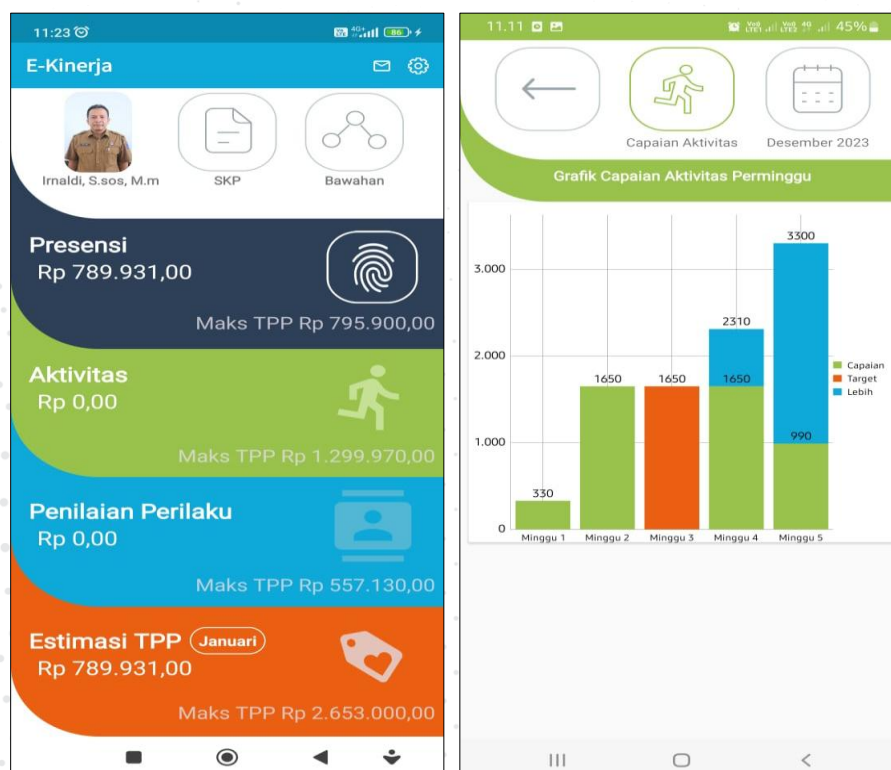 11:23
86
E-Kinerja
Irnaldi, S.sos, M.m
SKP
Bawahan
Presensi
Rp 789.931,00
Maks TPP Rp 795.900,00
Aktivitas
Rp 0,00
Maks TPP Rp 1.299.970,00
Penilaian Perilaku
Rp 0,00
Maks TPP Rp 557.130,00
Estimasi TPP Januari
Rp 789.931,00
Maks TPP Rp 2.653.000,00
11.11
45%
Capaian Aktivitas
Desember 2023
Grafik Capaian Aktivitas Perminggu
3300
3.000
2310
2.000
1650 1650 1650
Capaian
Target
Lebih
1.000
990
330
0
Minggu 1 Minggu 2 Minggu 3 Minggu 4 Minggu 5